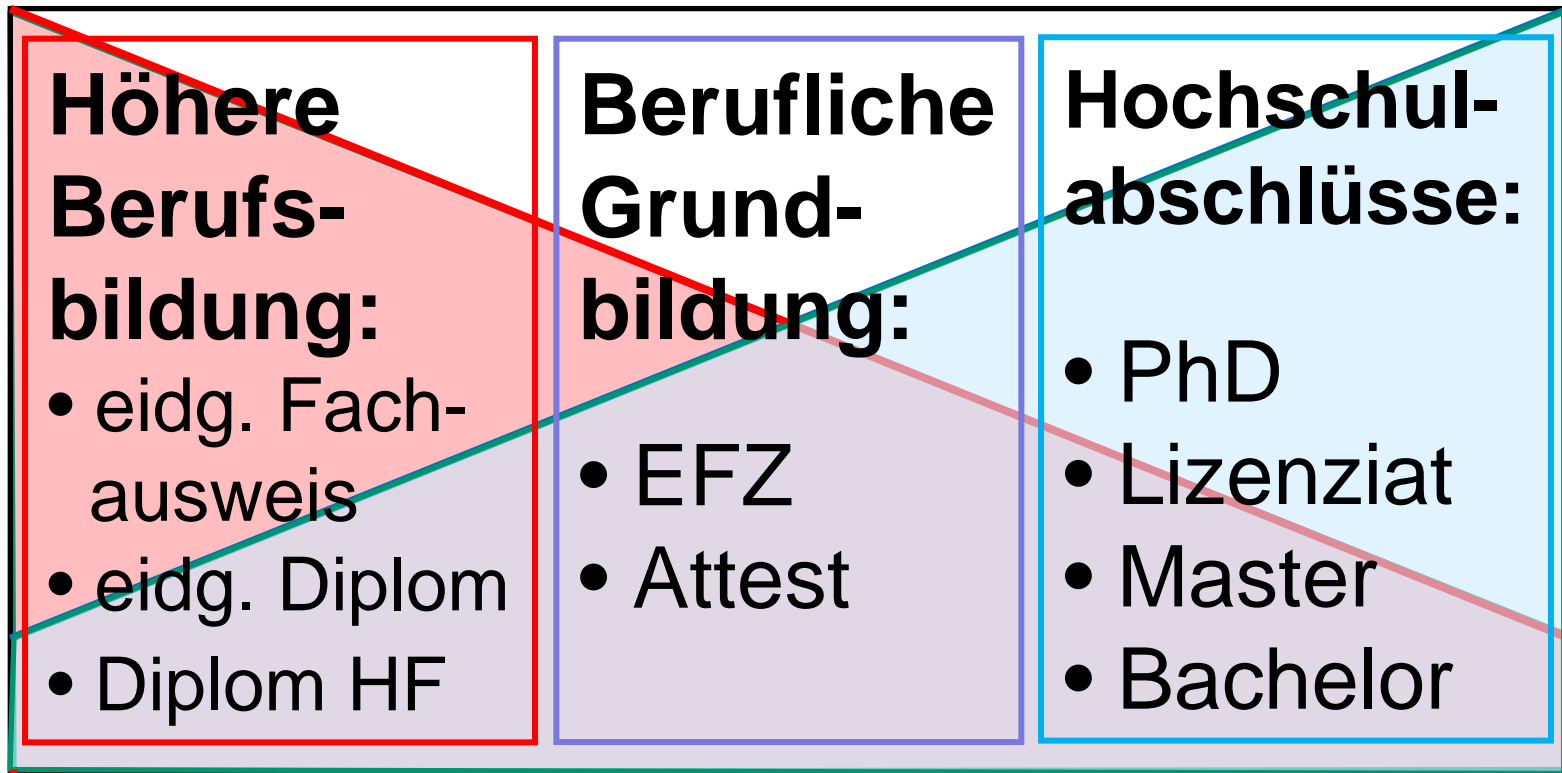 Höhere
Berufs-
bildung:
• eidg. Fach-
ausweis
• eidg. Diplom
• Diplom HF
Berufliche
Grund-
bildung:
• EFZ
• Attest
Hochschul-
abschlüsse:
• PhD
• Lizenziat
• Master
• Bachelor